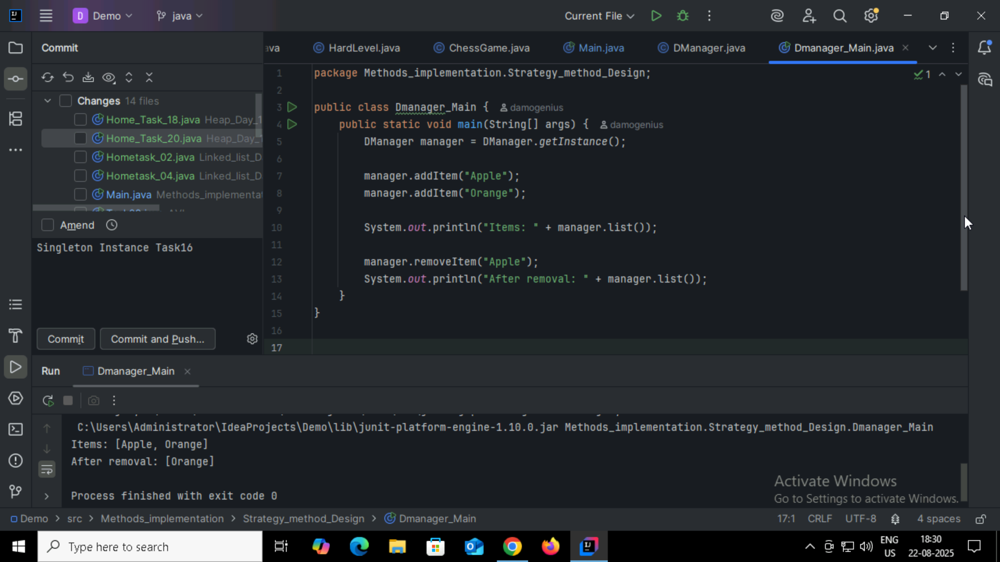 D Demo java Current File
Commit
ava HardLevel.java ChessGame.java Main.java DManager.java Dmanager_Main.java
Changes 14 files
Home_Task_18.java Heap_Day_1
Home_Task_20.java Heap_Day_1
Hometask_02.java Linked_list_D
Hometask_04.java Linked_list_D
Main.java Methods_implementat
Amend
Singleton Instance Task16
Commit Commit and Push...
1 package Methods_implementation.Strategy_method_Design;
2
3 public class Dmanager_Main { damogenius
4 public static void main(String[] args) { damogenius
5 DManager manager = DManager.getInstance();
6
7 manager.addItem("Apple");
8 manager.addItem("Orange");
9
10 System.out.println("Items: " + manager.list());
11
12 manager.removeItem("Apple");
13 System.out.println("After removal: " + manager.list());
14 }
15 }
16
17
1
Run Dmanager_Main
C:\Users\Administrator\IdeaProjects\Demo\lib\junit-platform-engine-1.10.0.jar Methods_implementation.Strategy_method_Design.Dmanager_Main
Items: [Apple, Orange]
After removal: [Orange]
Process finished with exit code 0
Activate Windows
Go to Settings to activate Windows.
Demo > src > Methods_implementation > Strategy_method_Design > Dmanager_Main 17:1 CRLF UTF-8 4 spaces
Type here to search
ENG
US
18:30
22-08-2025